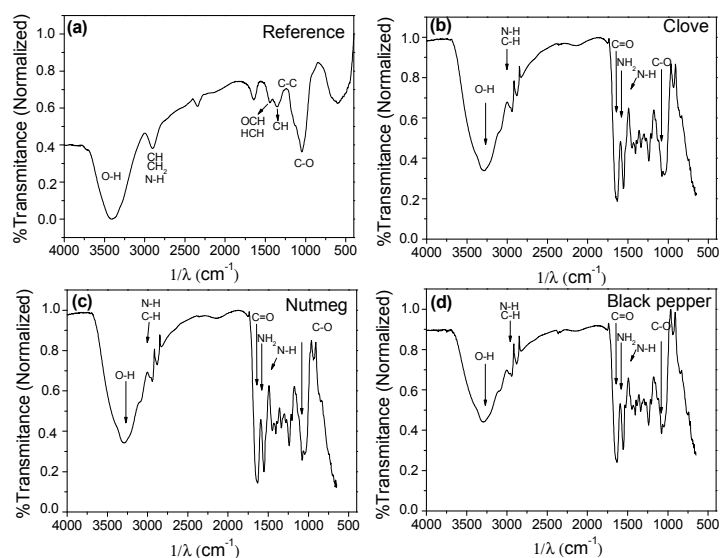 (a)
Reference
1.0
0.8
0.6
0.4
0.2
0.0
%Transmitance (Normalized)
O-H
CH
CH2
N-H
OCH
HCH
C-C
CH
C-O
4000 3500 3000 2500 2000 1500 1000 500
1/λ (cm-1)
(b)
Clove
1.0
0.8
0.6
0.4
0.2
0.0
%Transmitance (Normalized)
O-H
N-H
C-H
C=O
NH2
N-H
C-O
4000 3500 3000 2500 2000 1500 1000 500
1/λ (cm-1)
(c)
Nutmeg
1.0
0.8
0.6
0.4
0.2
0.0
%Transmitance (Normalized)
O-H
N-H
C-H
C=O
NH2
N-H
C-O
4000 3500 3000 2500 2000 1500 1000 500
1/λ (cm-1)
(d)
Black pepper
1.0
0.8
0.6
0.4
0.2
0.0
%Transmitance (Normalized)
O-H
N-H
C-H
C=O
NH2
N-H
C-O
4000 3500 3000 2500 2000 1500 1000 500
1/λ (cm-1)